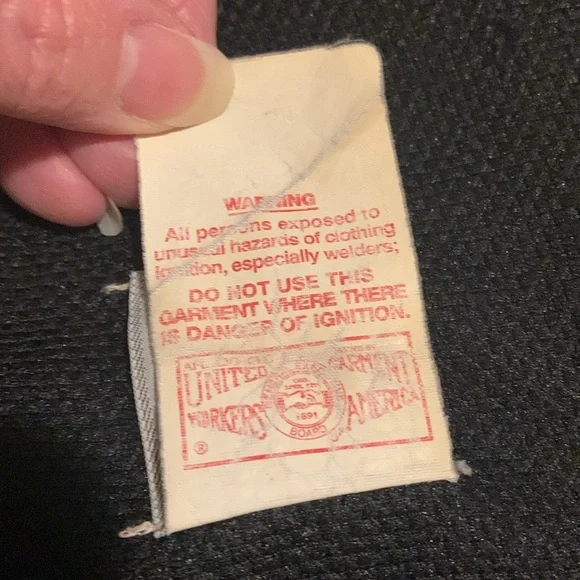 WARNING
All persons exposed to
unusual hazards of clothing
ignition, especially welders;
DO NOT USE THIS
GARMENT WHERE THERE
IS DANGER OF IGNITION.
UNITED GARMENT
WORKERS AMERICA
1891
BOARD
®